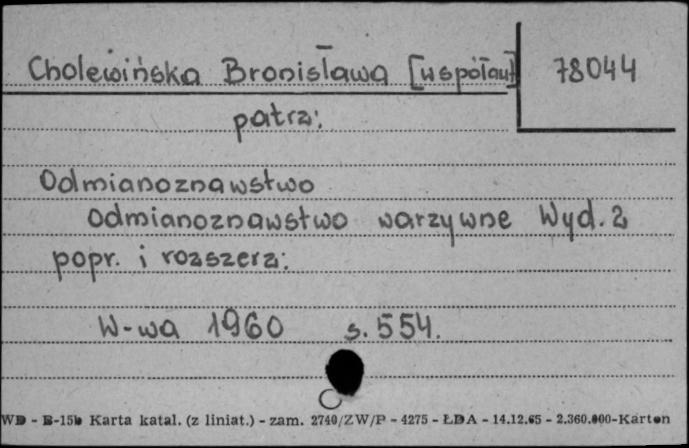 Cholewińska Bronisława [współaut]
78044
patrz:
Odmianoznawstwo
Odmianoznawstwo warzywne Wyd. 2
popr. i rozszerz:
W-wa 1960 s. 554.
WD - B-15b Karta katal. (z liniat.) - zam. 2740/ZW/P - 4275 - ŁDA - 14.12.65 - 2.360.000-Karton